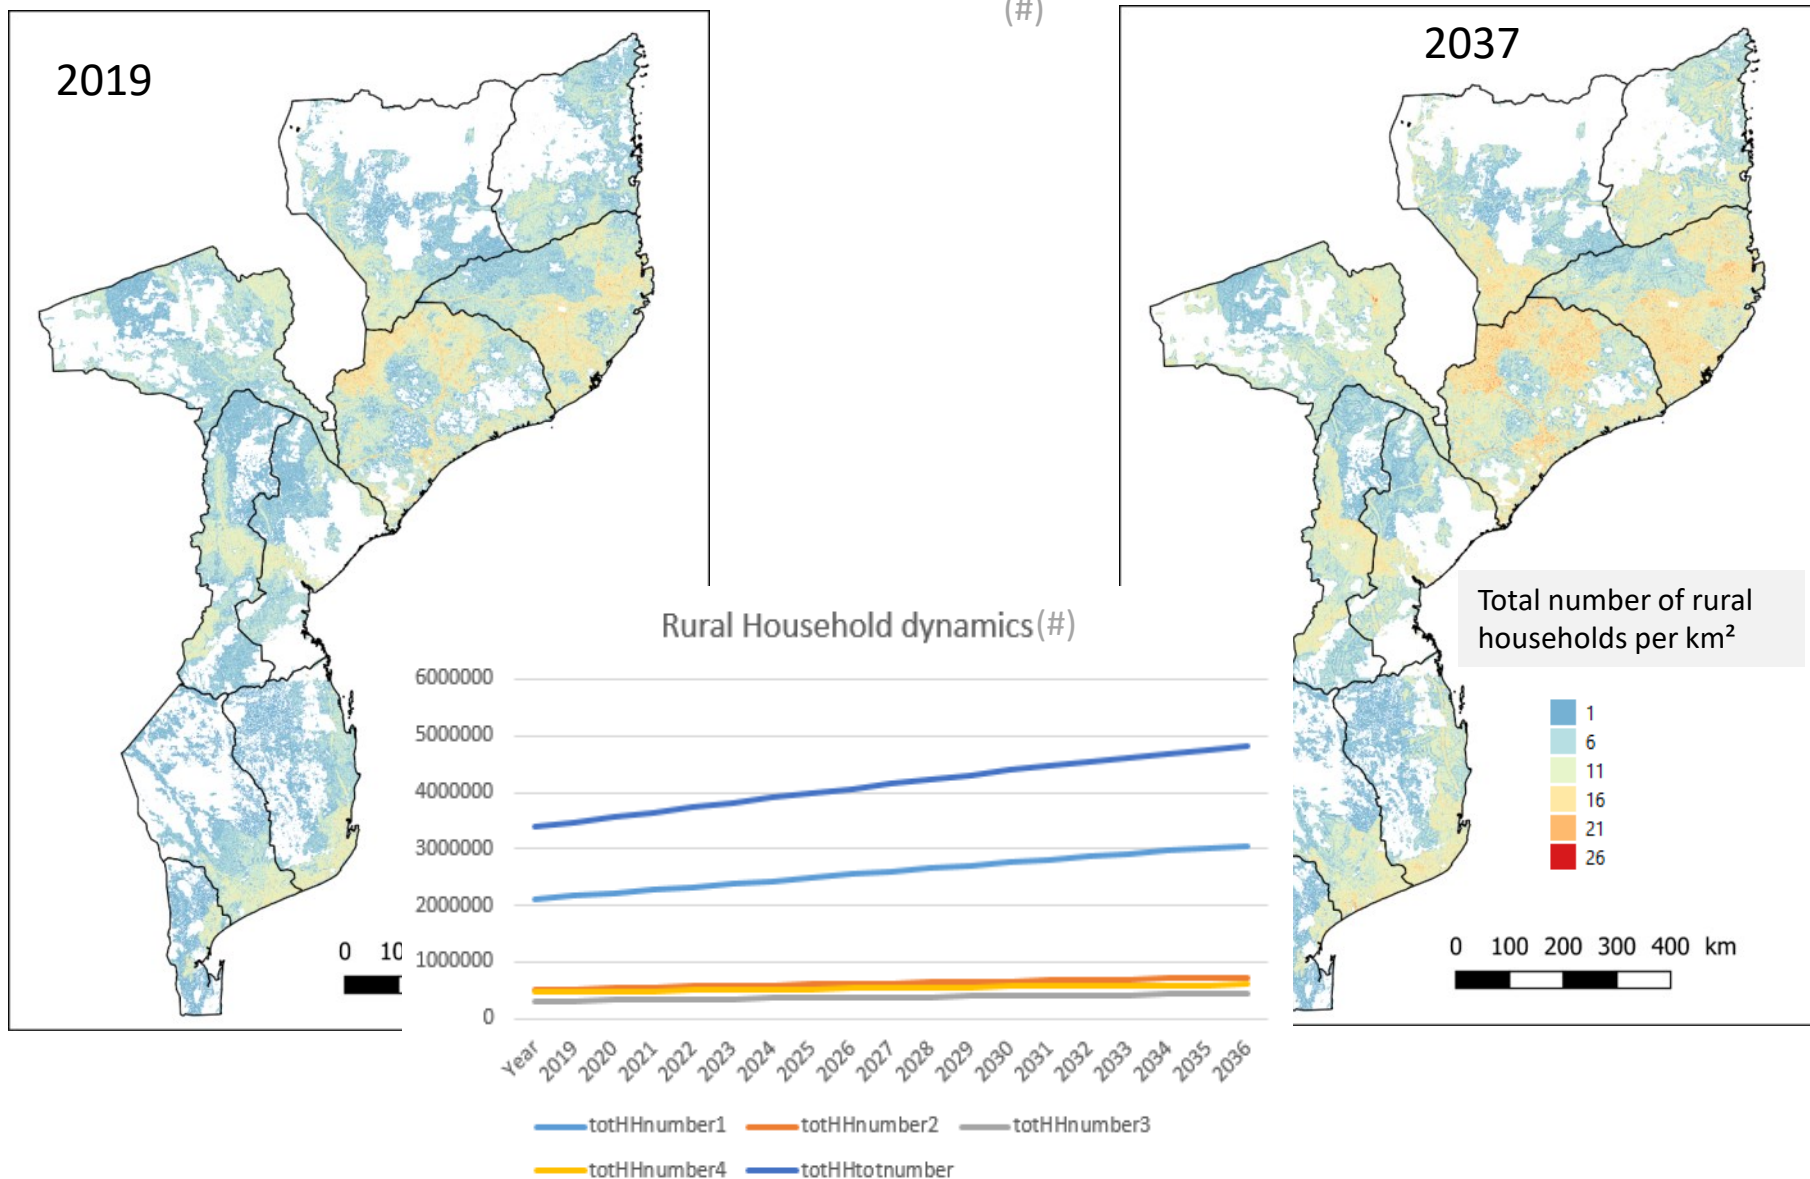 (#)
2019
2037
Total number of rural
households per km²
1
6
11
16
21
26
0 100 200 300 400 km
0 10
Rural Household dynamics (#)
6000000
5000000
4000000
3000000
2000000
1000000
0
Year 2019 2020 2021 2022 2023 2024 2025 2026 2027 2028 2029 2030 2031 2032 2033 2034 2035 2036
totHHnumber1 totHHnumber2 totHHnumber3
totHHnumber4 totHHtotnumber